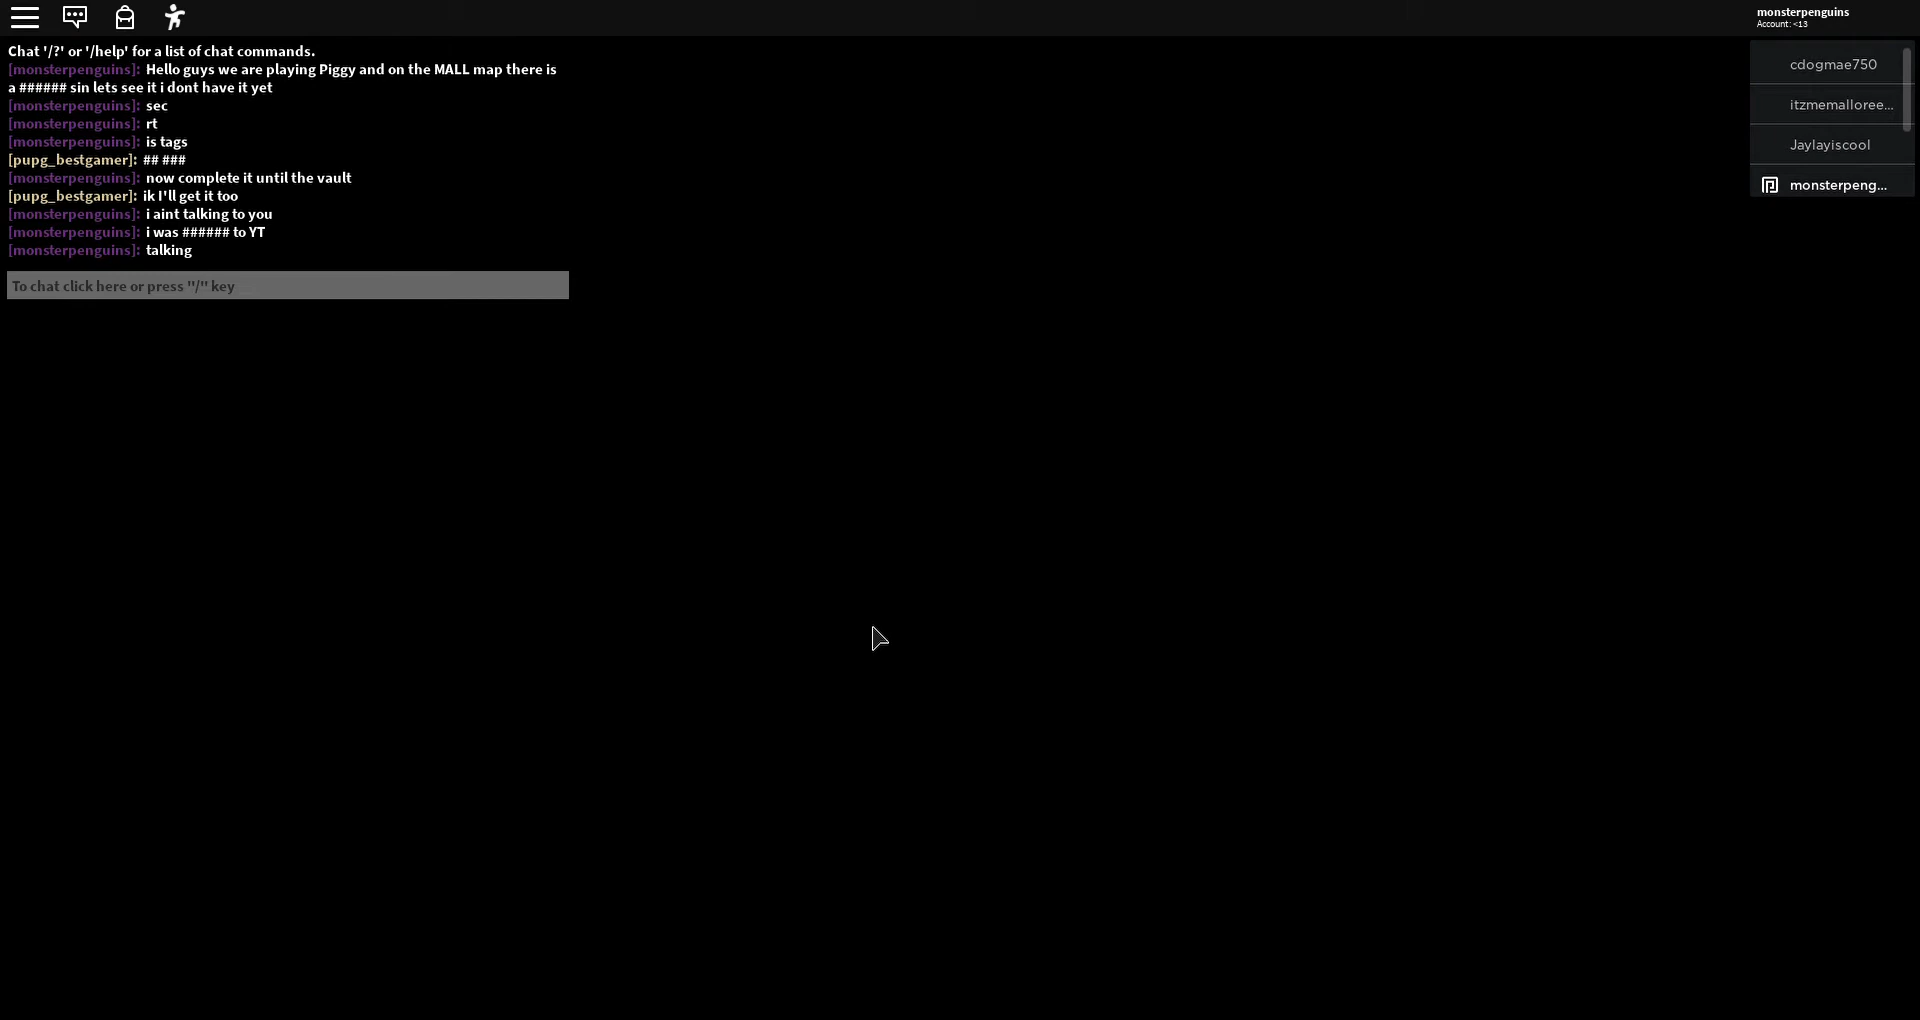 monsterpenguins
Account: <13
Chat '/?' or '/help' for a list of chat commands.
[monsterpenguins]: Hello guys we are playing Piggy and on the MALL map there is
a ###### sin lets see it i dont have it yet
[monsterpenguins]: sec
[monsterpenguins]: rt
[monsterpenguins]: is tags
[pupg_bestgamer]: ## ###
[monsterpenguins]: now complete it until the vault
[pupg_bestgamer]: ik I'll get it too
[monsterpenguins]: i aint talking to you
[monsterpenguins]: i was ###### to YT
[monsterpenguins]: talking
To chat click here or press "/" key
cdogmae750
itzmemalloree...
Jaylayiscool
monsterpeng...